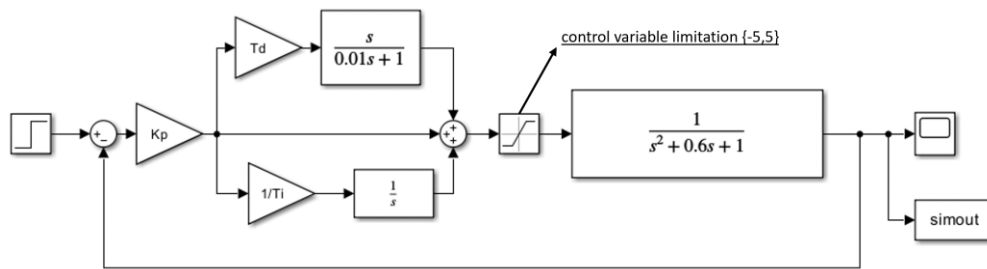 control variable limitation {-5,5}
Td
s
0.01s + 1
Kp
1
s² + 0.6s + 1
1/Ti
1
s
simout